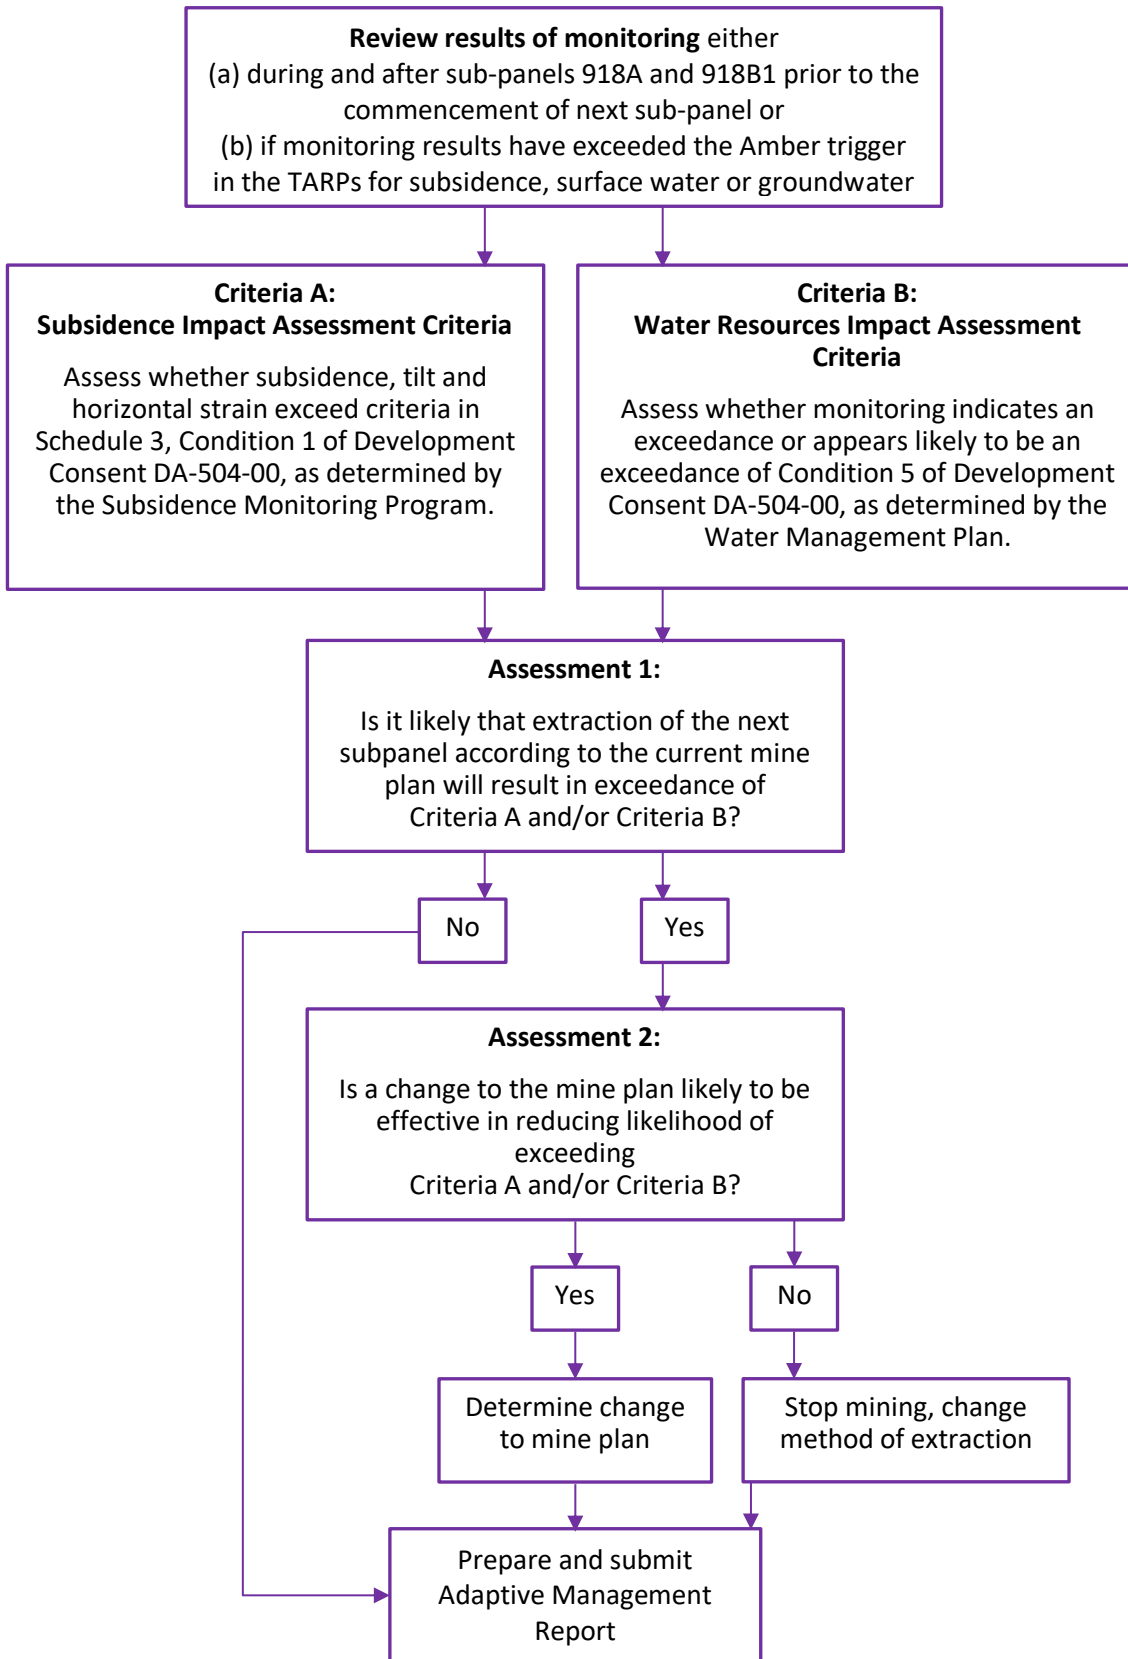 Review results of monitoring either
(a) during and after sub-panels 918A and 918B1 prior to the
commencement of next sub-panel or
(b) if monitoring results have exceeded the Amber trigger
in the TARPs for subsidence, surface water or groundwater
Criteria A:
Subsidence Impact Assessment Criteria
Assess whether subsidence, tilt and
horizontal strain exceed criteria in
Schedule 3, Condition 1 of Development
Consent DA-504-00, as determined by
the Subsidence Monitoring Program.
Criteria B:
Water Resources Impact Assessment
Criteria
Assess whether monitoring indicates an
exceedance or appears likely to be an
exceedance of Condition 5 of Development
Consent DA-504-00, as determined by the
Water Management Plan.
Assessment 1:
Is it likely that extraction of the next
subpanel according to the current mine
plan will result in exceedance of
Criteria A and/or Criteria B?
No
Yes
Assessment 2:
Is a change to the mine plan likely to be
effective in reducing likelihood of
exceeding
Criteria A and/or Criteria B?
Yes
No
Determine change
to mine plan
Stop mining, change
method of extraction
Prepare and submit
Adaptive Management
Report